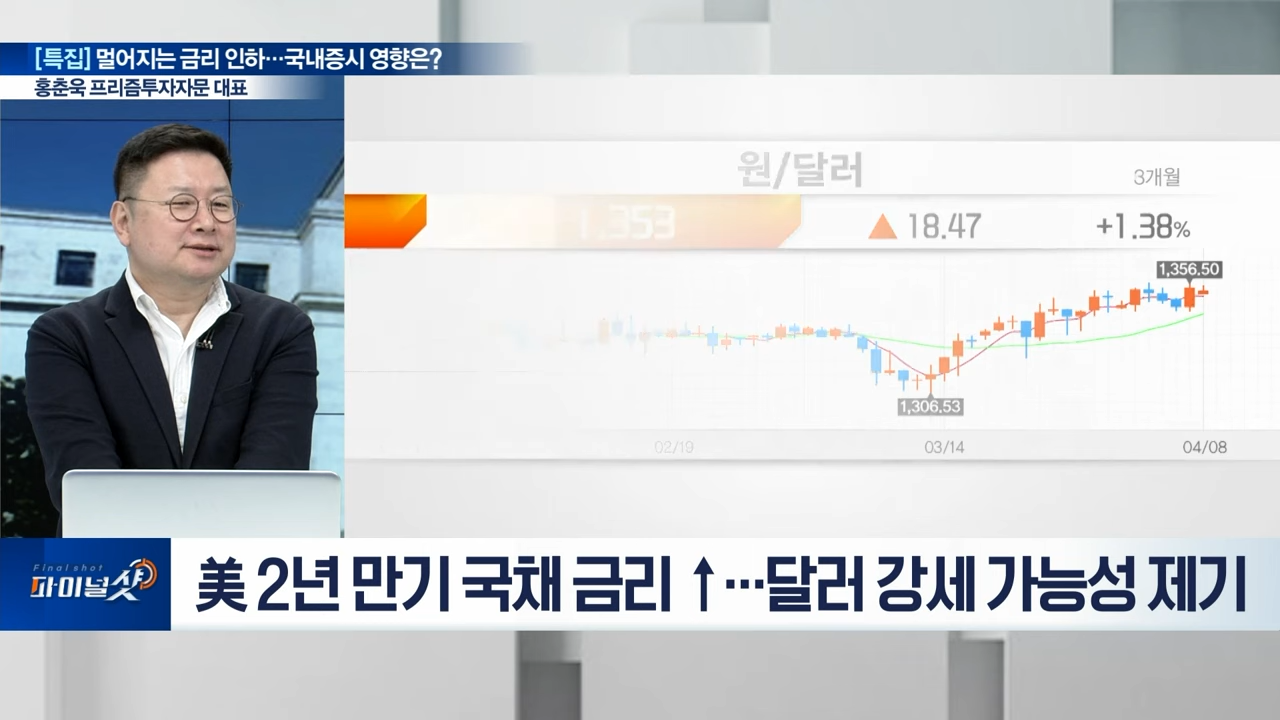 [특집] 멀어지는 금리 인하…국내증시 영향은?
홍춘욱 프리즘투자자문 대표
원/달러
3개월
1,353
▲ 18.47
+1.38%
1,356.50
1,306.53
02/19
03/14
04/08
Final shot
파이널샷
美 2년 만기 국채 금리↑…달러 강세 가능성 제기